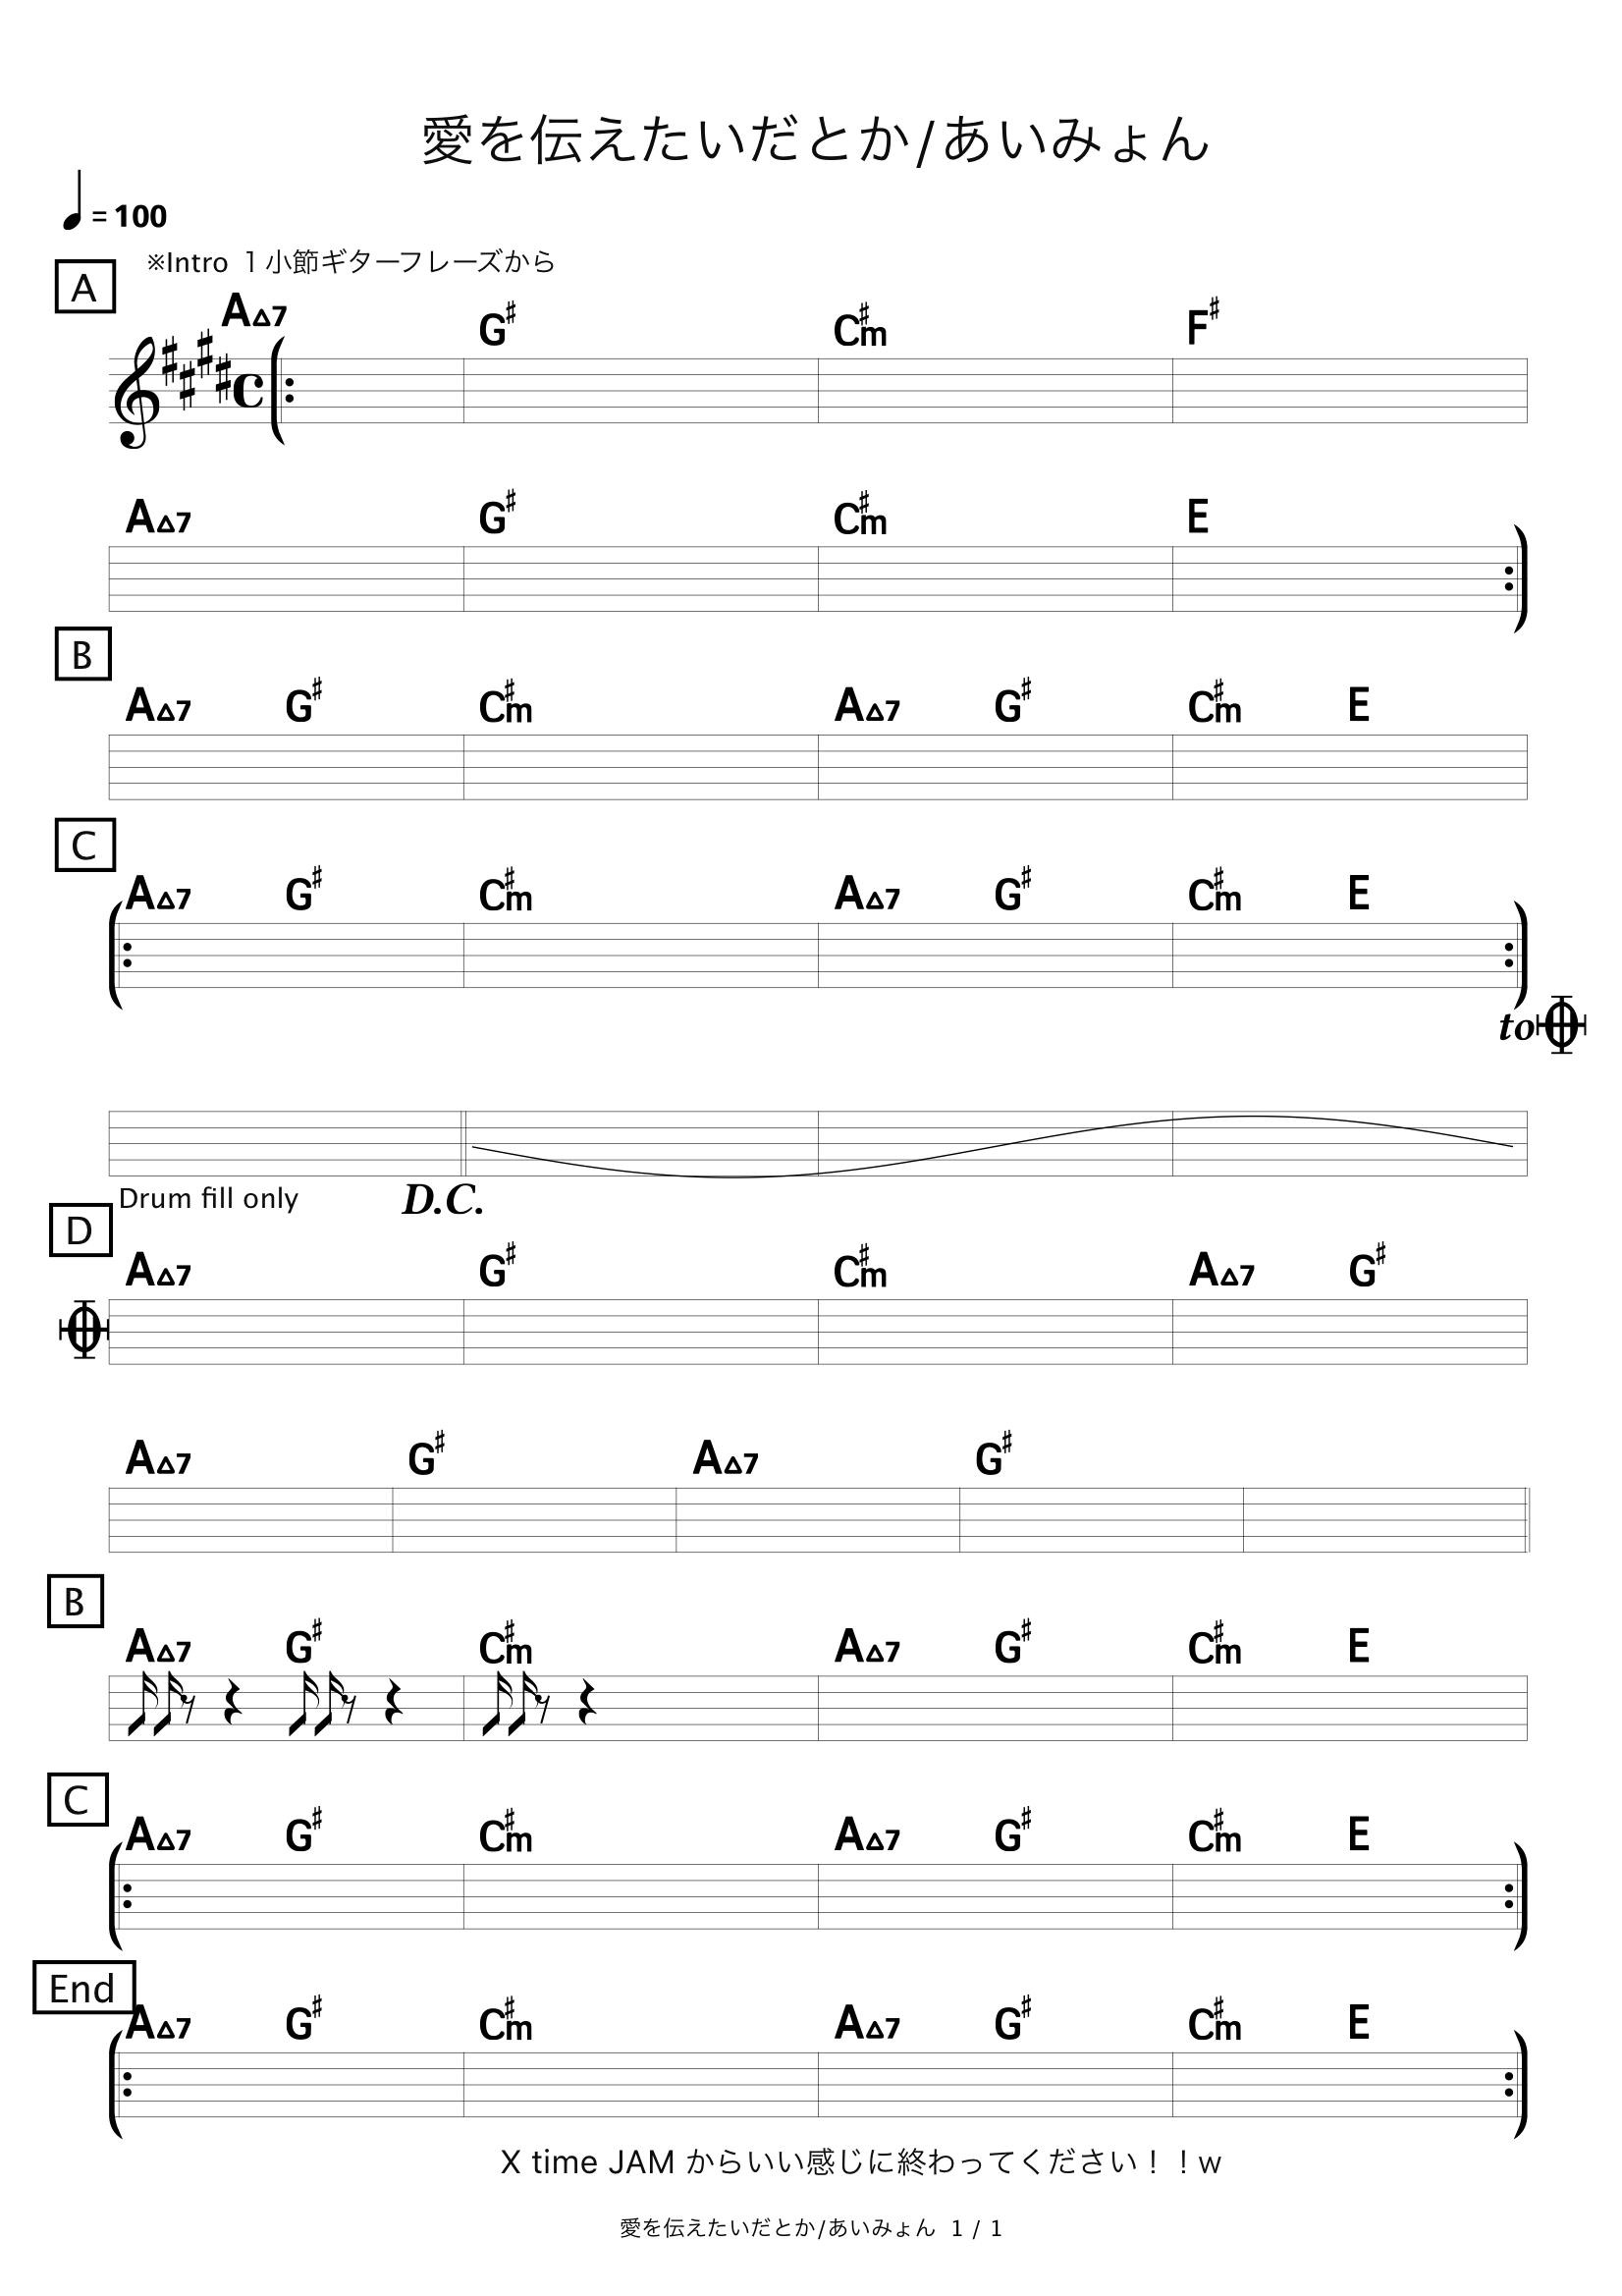 愛を伝えたいだとか/あいみょん
= 100
※Intro 1小節ギターフレーズから
A
A△7 G# C#m F#
A△7 G# C#m E
B
A△7 G# C#m A△7 G# C#m E
C
A△7 G# C#m A△7 G# C#m E
to
Drum fill only D.C.
D
A△7 G# C#m A△7 G#
A△7 G# A△7 G#
B
A△7 G# C#m A△7 G# C#m E
C
A△7 G# C#m A△7 G# C#m E
End
A△7 G# C#m A△7 G# C#m E
X time JAM からいい感じに終わってください！！w
愛を伝えたいだとか/あいみょん 1 / 1